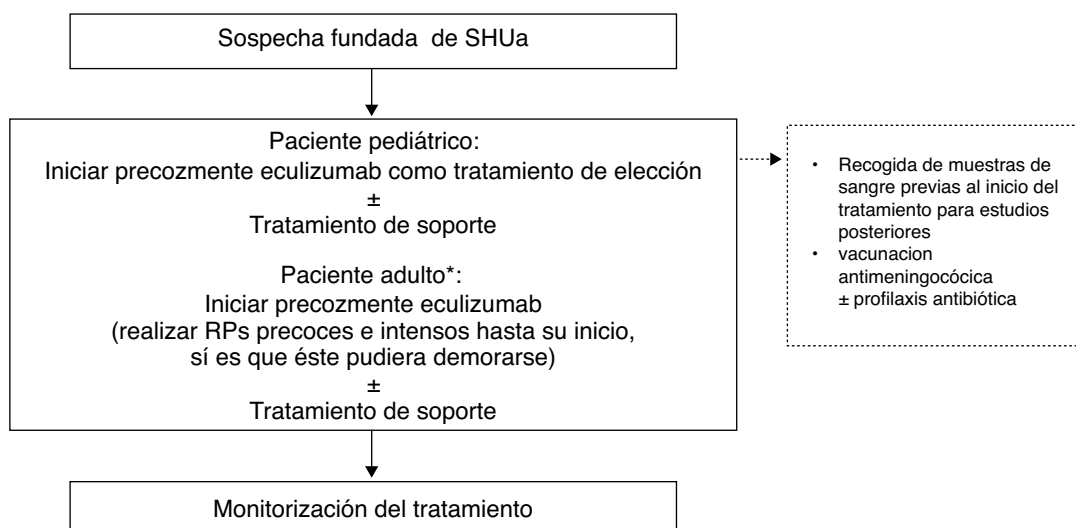 Sospecha fundada de SHUa
Paciente pediátrico:
Iniciar precozmente eculizumab como tratamiento de elección
±
Tratamiento de soporte
Paciente adulto*:
Iniciar precozmente eculizumab
(realizar RPs precoces e intensos hasta su inicio,
sí es que éste pudiera demorarse)
±
Tratamiento de soporte
• Recogida de muestras de
sangre previas al inicio del
tratamiento para estudios
posteriores
• vacunacion
antimeningocócica
± profilaxis antibiótica
Monitorización del tratamiento